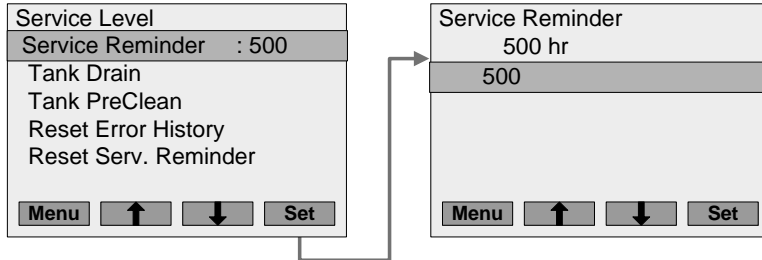 Service Level
Service Reminder : 500
Tank Drain
Tank PreClean
Reset Error History
Reset Serv. Reminder
Menu Set
Service Reminder
500 hr
500
Menu Set